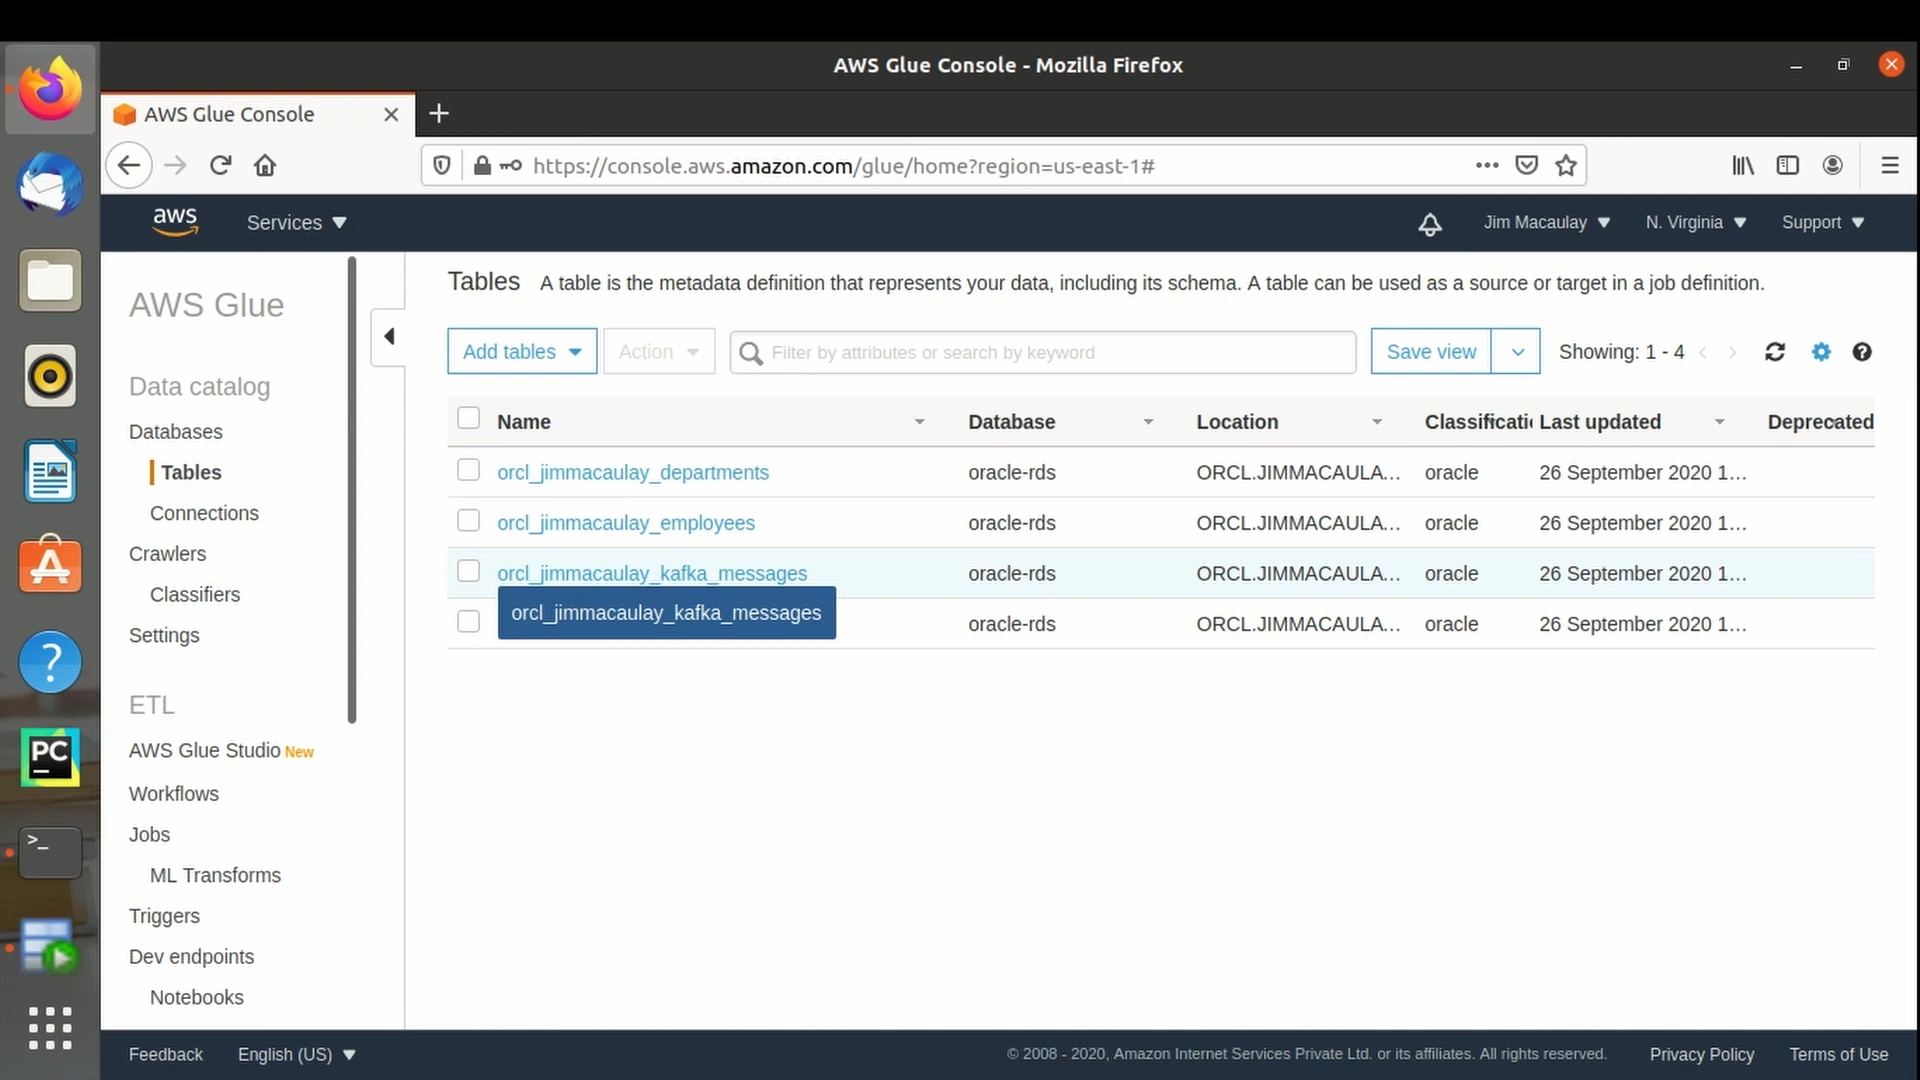 AWS Glue Console - Mozilla Firefox
AWS Glue Console
https://console.aws.amazon.com/glue/home?region=us-east-1#
aws
Services
Jim Macaulay
N. Virginia
Support
AWS Glue
Data catalog
Databases
Tables
Connections
Crawlers
Classifiers
Settings
ETL
AWS Glue Studio New
Workflows
Jobs
ML Transforms
Triggers
Dev endpoints
Notebooks
Tables A table is the metadata definition that represents your data, including its schema. A table can be used as a source or target in a job definition.
Add tables
Action
Filter by attributes or search by keyword
Save view
Showing: 1 - 4
Name Database Location Classificati Last updated Deprecated
orcl_jimmacaulay_departments oracle-rds ORCL.JIMMACAULA... oracle 26 September 2020 1...
orcl_jimmacaulay_employees oracle-rds ORCL.JIMMACAULA... oracle 26 September 2020 1...
orcl_jimmacaulay_kafka_messages oracle-rds ORCL.JIMMACAULA... oracle 26 September 2020 1...
orcl_jimmacaulay_kafka_messages
oracle-rds ORCL.JIMMACAULA... oracle 26 September 2020 1...
PC
>_
Feedback
English (US)
© 2008 - 2020, Amazon Internet Services Private Ltd. or its affiliates. All rights reserved.
Privacy Policy
Terms of Use